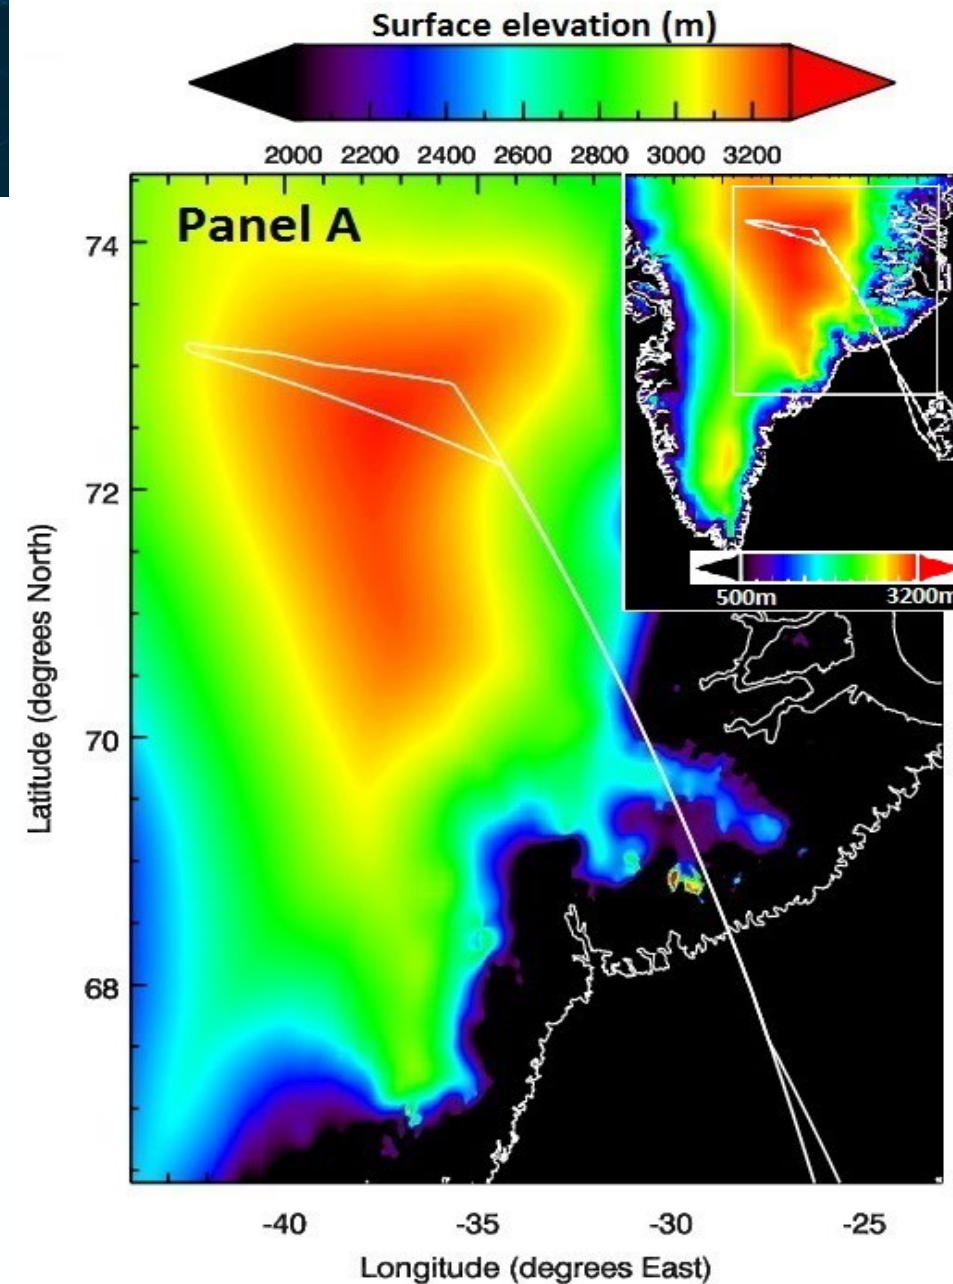 Surface elevation (m)
2000 2200 2400 2600 2800 3000 3200
Panel A
74
72
70
68
Latitude (degrees North)
500m 3200m
-40 -35 -30 -25
Longitude (degrees East)